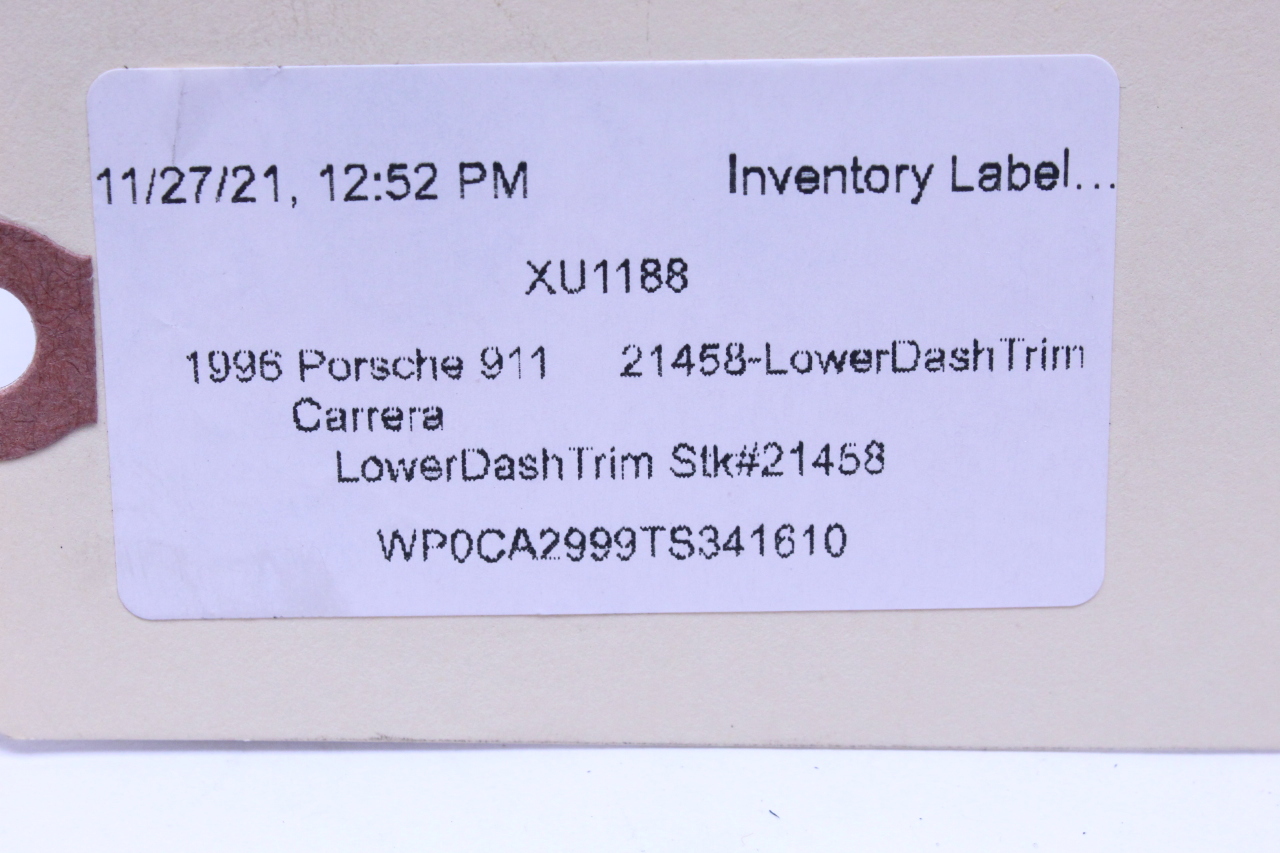 11/27/21, 12:52 PM Inventory Label...
XU1188
1996 Porsche 911 21458-LowerDashTrim
Carrera
LowerDashTrim Stk#21458
WP0CA2999TS341610